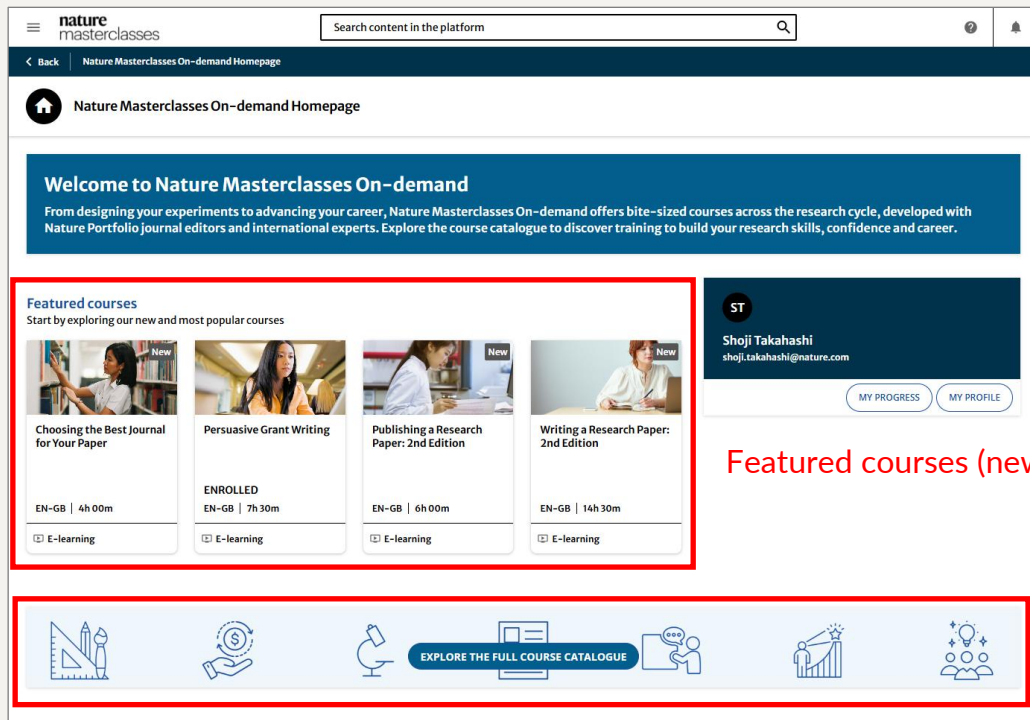 nature
masterclasses
Search content in the platform
Back
Nature Masterclasses On-demand Homepage
Nature Masterclasses On-demand Homepage
Welcome to Nature Masterclasses On-demand
From designing your experiments to advancing your career, Nature Masterclasses On-demand offers bite-sized courses across the research cycle, developed with
Nature Portfolio journal editors and international experts. Explore the course catalogue to discover training to build your research skills, confidence and career.
Featured courses
Start by exploring our new and most popular courses
New
Choosing the Best Journal
for Your Paper
EN-GB | 4h 00m
E-learning
Persuasive Grant Writing
ENROLLED
EN-GB | 7h 30m
E-learning
New
Publishing a Research
Paper: 2nd Edition
EN-GB | 6h 00m
E-learning
New
Writing a Research Paper:
2nd Edition
EN-GB | 14h 30m
E-learning
ST
Shoji Takahashi
shoji.takahashi@nature.com
MY PROGRESS
MY PROFILE
Featured courses (new
EXPLORE THE FULL COURSE CATALOGUE